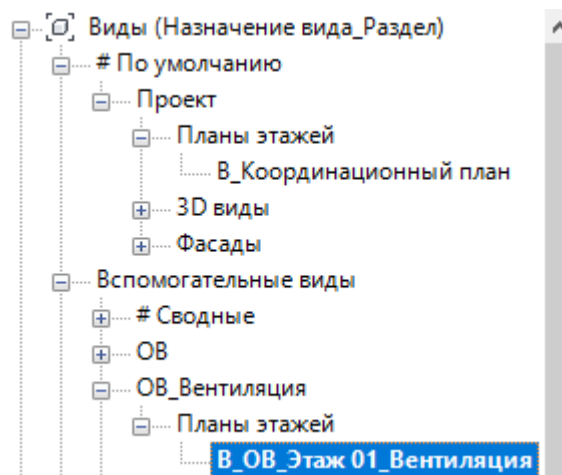 Виды (Назначение вида_Раздел)
# По умолчанию
Проект
Планы этажей
В_Координационный план
3D виды
Фасады
Вспомогательные виды
# Сводные
ОВ
ОВ_Вентиляция
Планы этажей
В_ОВ_Этаж 01_Вентиляция